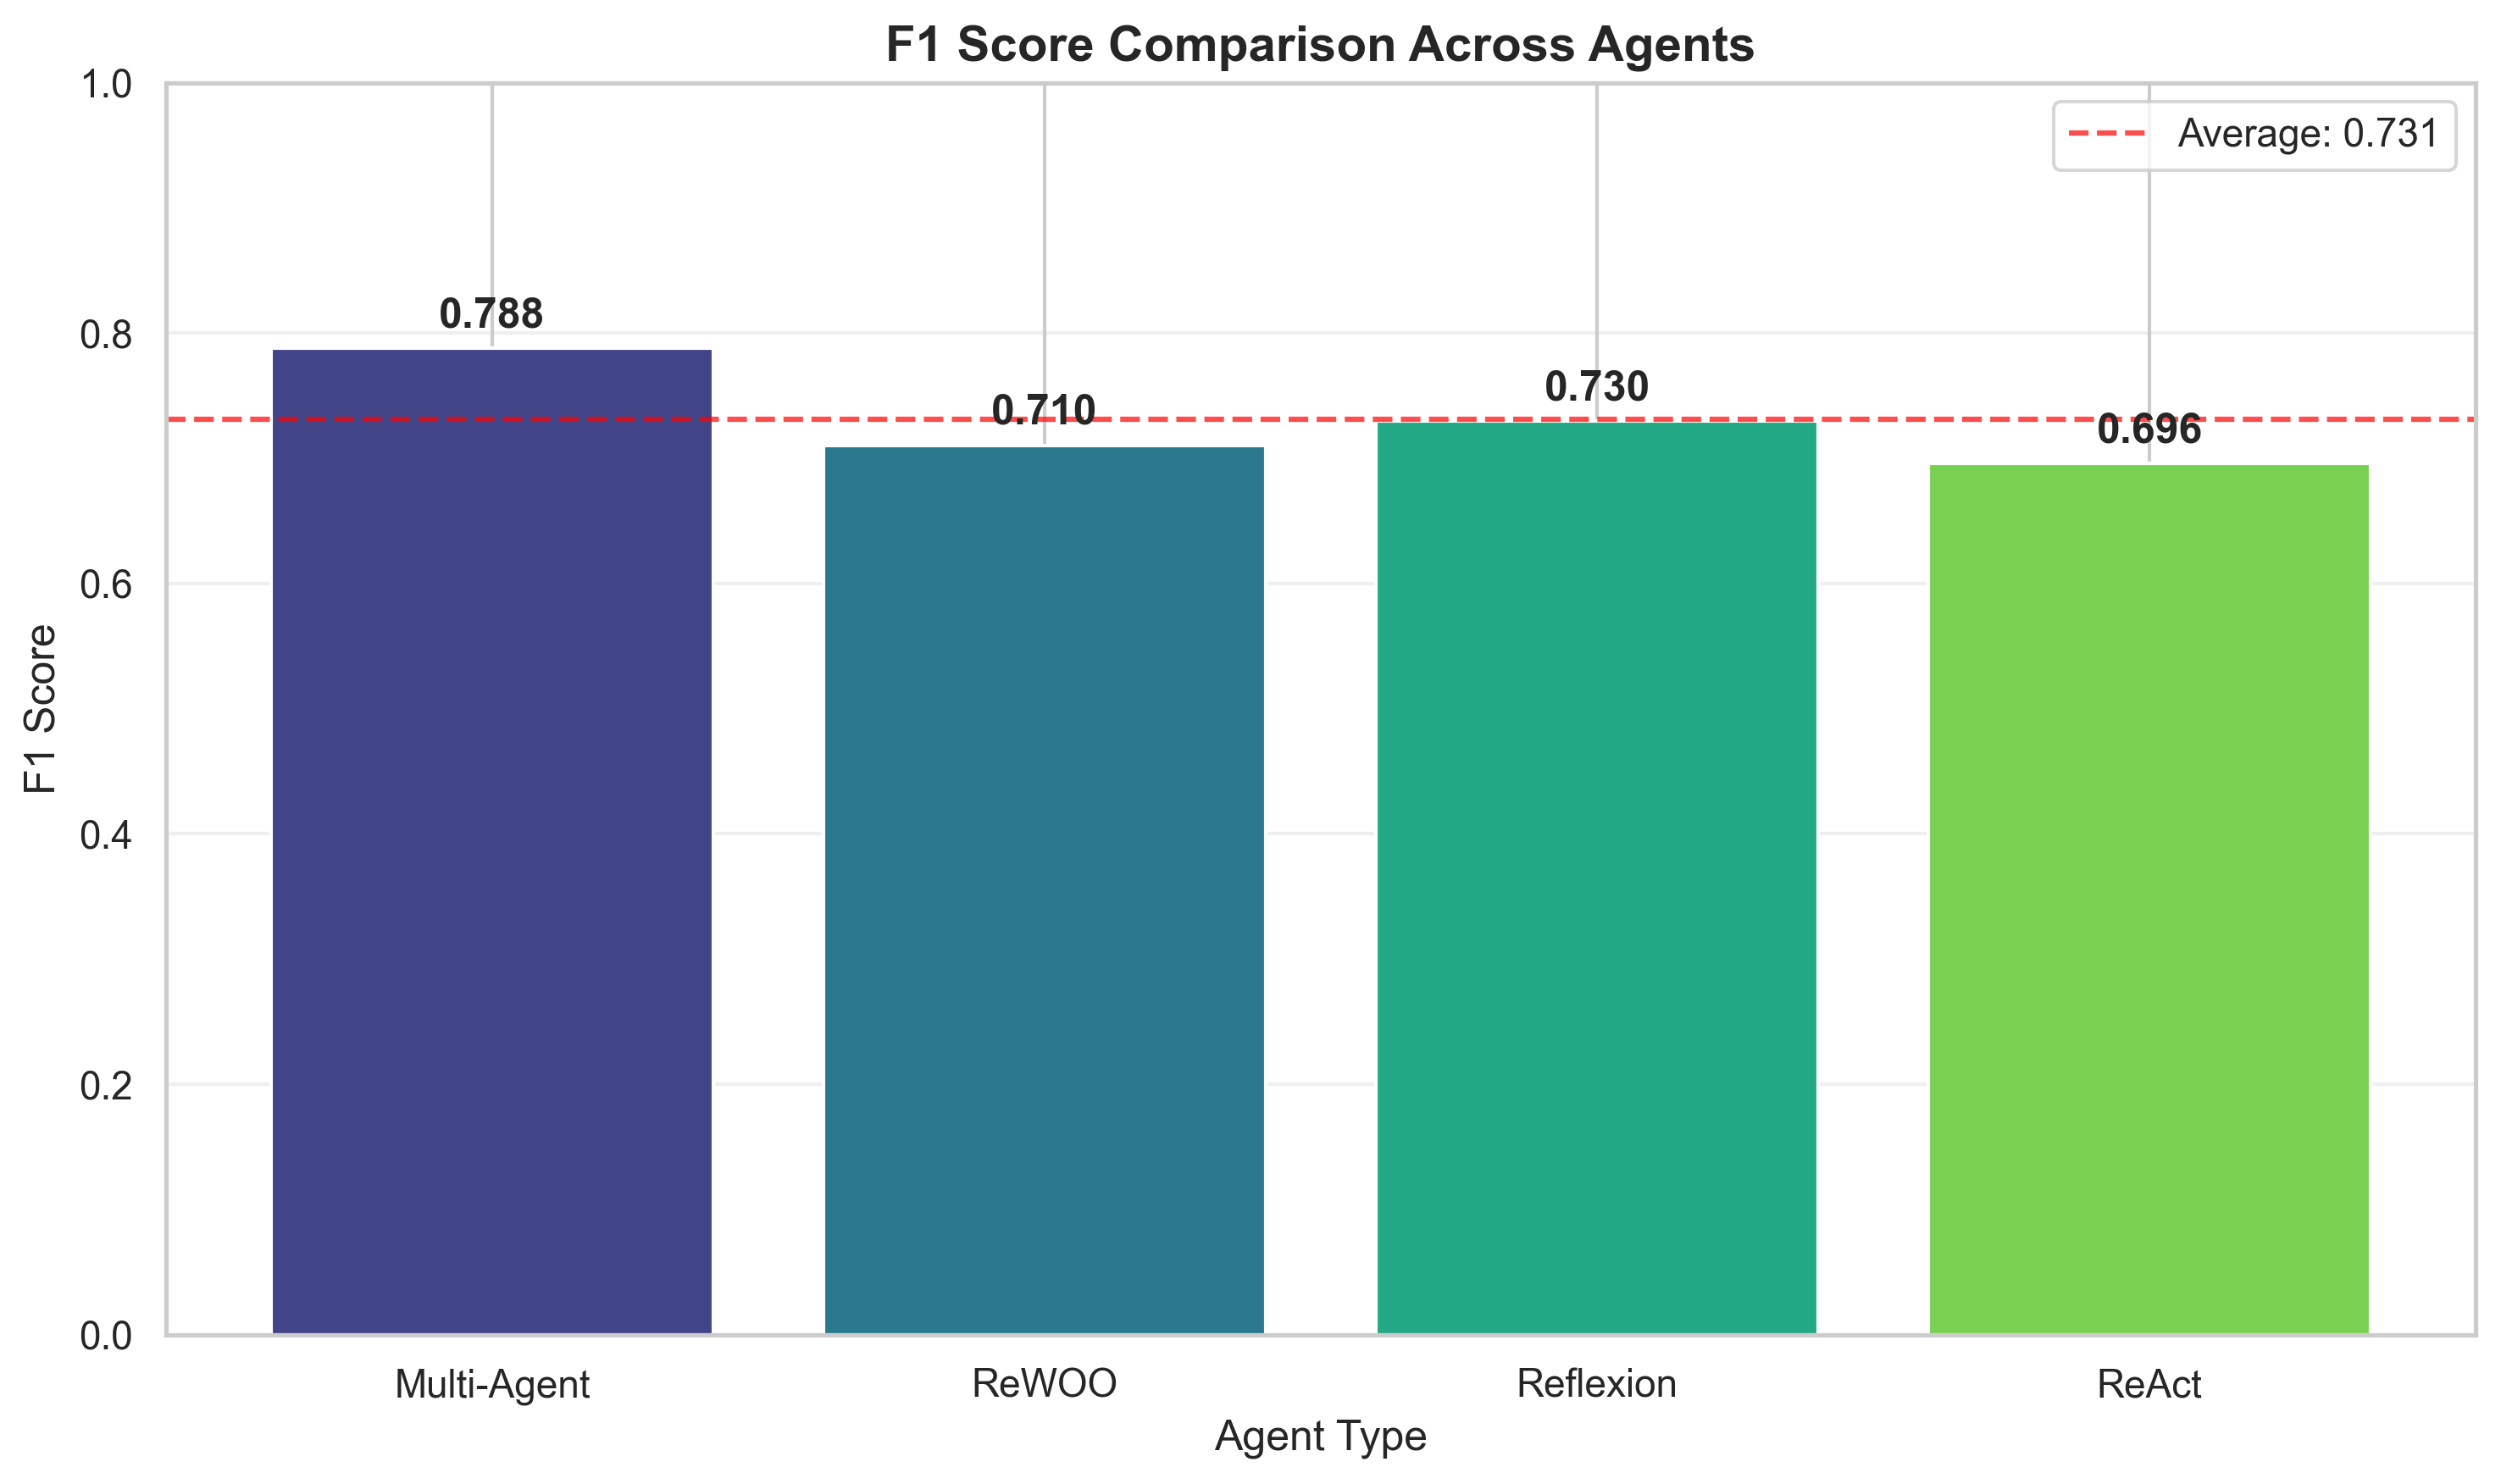 F1 Score Comparison Across Agents
1.0
Average: 0.731
0.788
0.8
0.730
0.710
0.696
0.6
F1 Score
0.4
0.2
0.0
Multi-Agent
ReWOO
Reflexion
ReAct
Agent Type